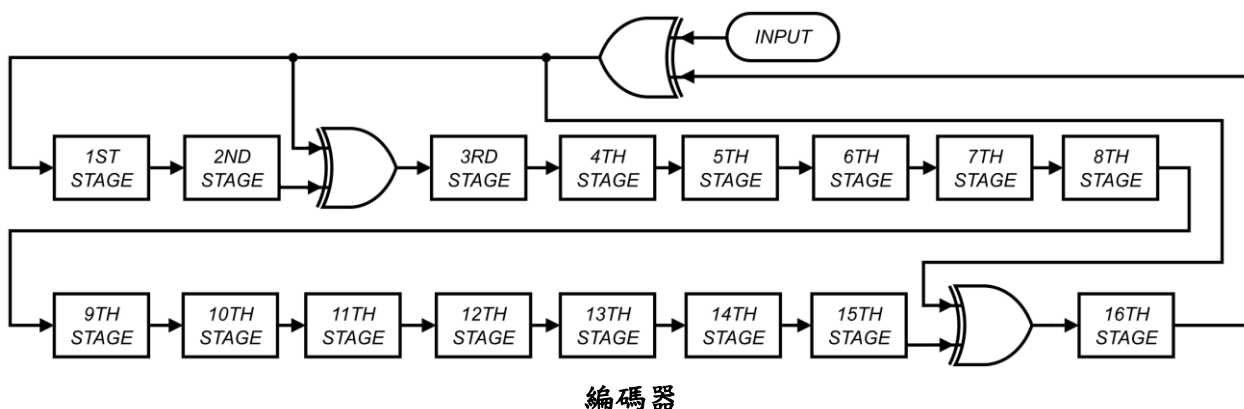 INPUT
1ST
STAGE
2ND
STAGE
3RD
STAGE
4TH
STAGE
5TH
STAGE
6TH
STAGE
7TH
STAGE
8TH
STAGE
9TH
STAGE
10TH
STAGE
11TH
STAGE
12TH
STAGE
13TH
STAGE
14TH
STAGE
15TH
STAGE
16TH
STAGE
編碼器